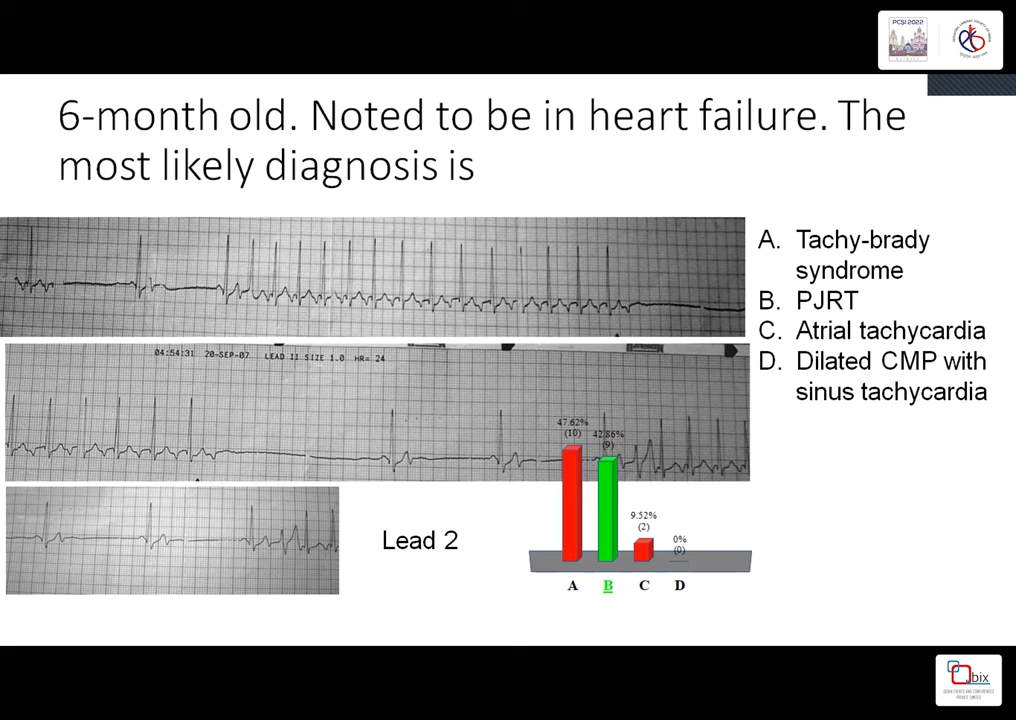 PCSI 2022
6-month old. Noted to be in heart failure. The
most likely diagnosis is
A. Tachy-brady
syndrome
B. PJRT
C. Atrial tachycardia
D. Dilated CMP with
sinus tachycardia
04:54:31 20-SEP-07 LEAD II SIZE 1.0 HR= 24
47.62%
(10)
42.86%
(9)
9.52%
(2)
0%
(0)
Lead 2
A B C D
bix